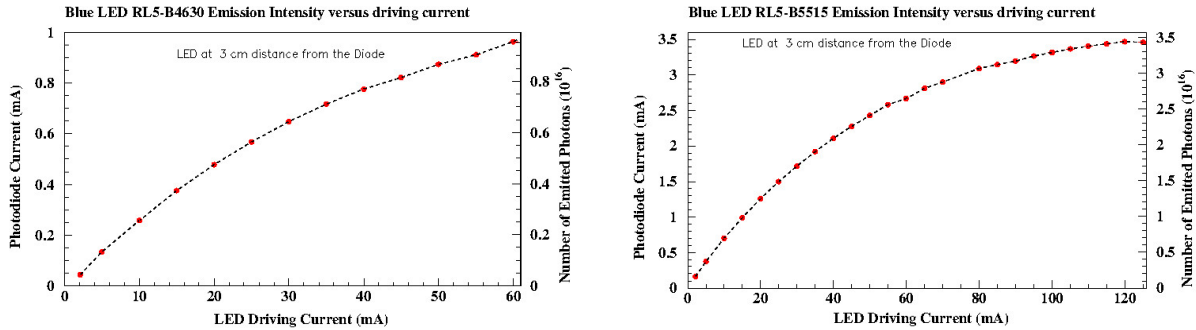 Blue LED RL5-B4630 Emission Intensity versus driving current
LED at 3 cm distance from the Diode
Photodiode Current (mA)
1
0.8
0.6
0.4
0.2
0
0 10 20 30 40 50 60
LED Driving Current (mA)
0.8
0.6
0.4
0.2
0
Number of Emitted Photons (10^16)
Blue LED RL5-B5515 Emission Intensity versus driving current
LED at 3 cm distance from the Diode
Photodiode Current (mA)
3.5
3
2.5
2
1.5
1
0.5
0
0 20 40 60 80 100 120
LED Driving Current (mA)
3.5
3
2.5
2
1.5
1
0.5
0
Number of Emitted Photons (10^16)